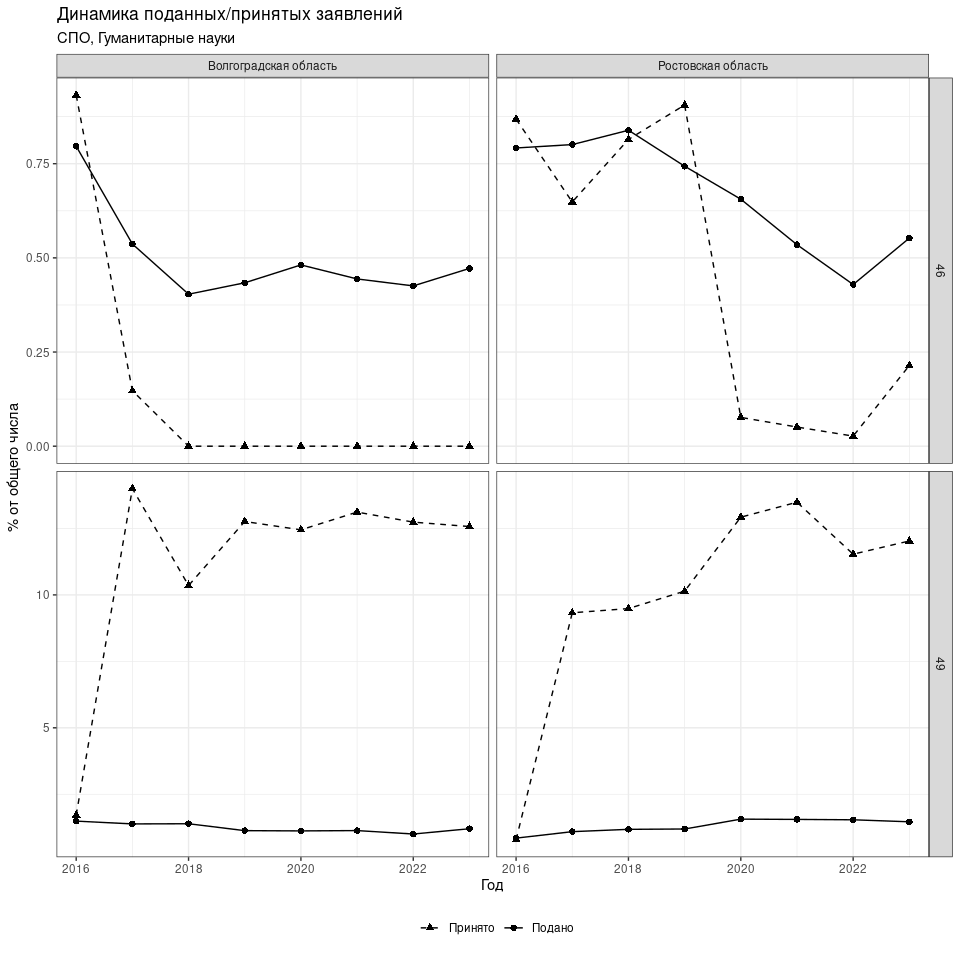 Динамика поданных/принятых заявлений
СПО, Гуманитарные науки
Волгоградская область
Ростовская область
0.75
0.50
0.25
0.00
46
% от общего числа
10
5
49
2016 2018 2020 2022 2016 2018 2020 2022
Год
Принято Подано